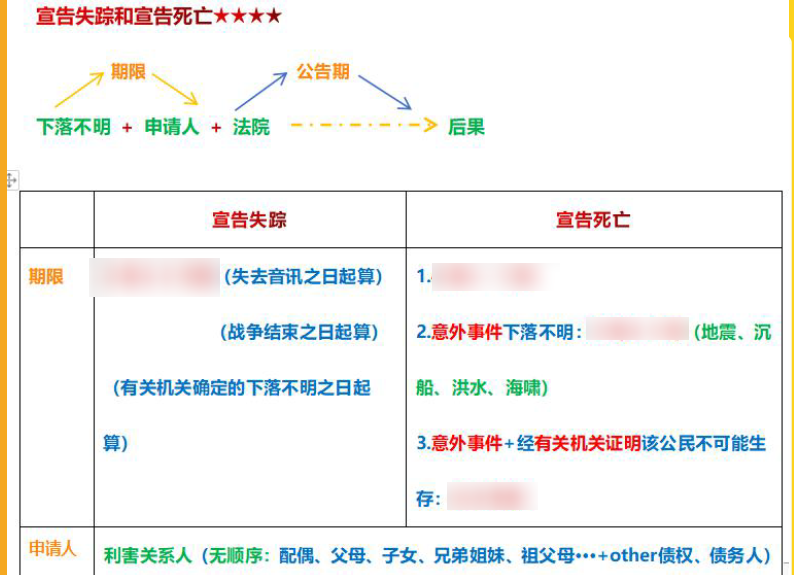 宣告失踪和宣告死亡★★★★
期限
公告期
下落不明 + 申请人 + 法院
后果
宣告失踪
宣告死亡
期限
（失去音讯之日起算）
（战争结束之日起算）
（有关机关确定的下落不明之日起
算）
1.
2.意外事件下落不明：
（地震、沉
船、洪水、海啸）
3.意外事件+经有关机关证明该公民不可能生
存：
申请人
利害关系人（无顺序：配偶、父母、子女、兄弟姐妹、祖父母…+other债权、债务人）